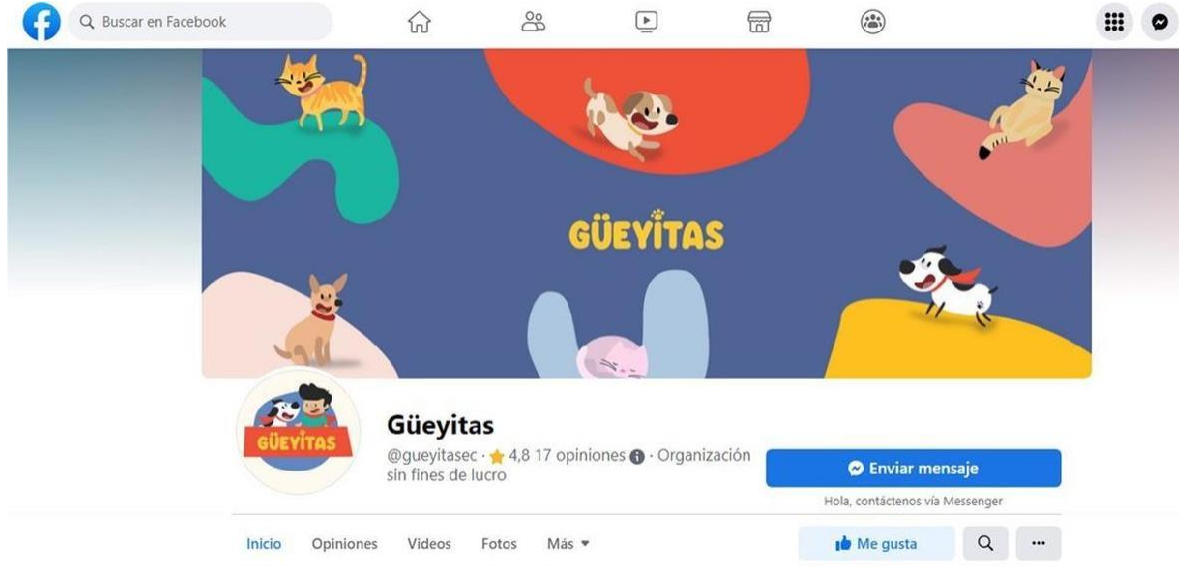 Buscar en Facebook
GÜEYITAS
GÜEYITAS
Güeyitas
@gueyitasec · 4,8 17 opiniones · Organización
sin fines de lucro
Enviar mensaje
Hola, contáctenos vía Messenger
Inicio Opiniones Videos Fotos Más
Me gusta